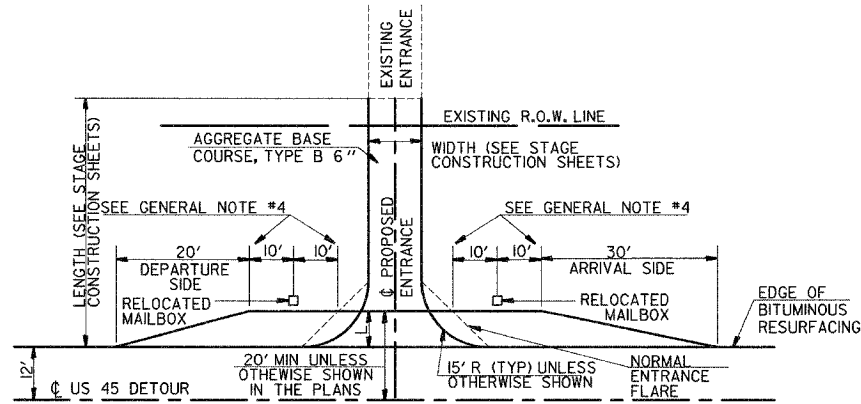 EXISTING
ENTRANCE
EXISTING R.O.W. LINE
LENGTH (SEE STAGE
CONSTRUCTION SHEETS)
AGGREGATE BASE
COURSE, TYPE B 6"
WIDTH (SEE STAGE
CONSTRUCTION SHEETS)
SEE GENERAL NOTE #4
SEE GENERAL NOTE #4
20'
10'
10'
10'
10'
30'
DEPARTURE
SIDE
℄ PROPOSED
ENTRANCE
ARRIVAL SIDE
RELOCATED
MAILBOX
RELOCATED
MAILBOX
EDGE OF
BITUMINOUS
RESURFACING
L
12'
20' MIN UNLESS
OTHEWISE SHOWN
IN THE PLANS
15' R (TYP) UNLESS
OTHERWISE SHOWN
NORMAL
ENTRANCE
FLARE
℄ US 45 DETOUR